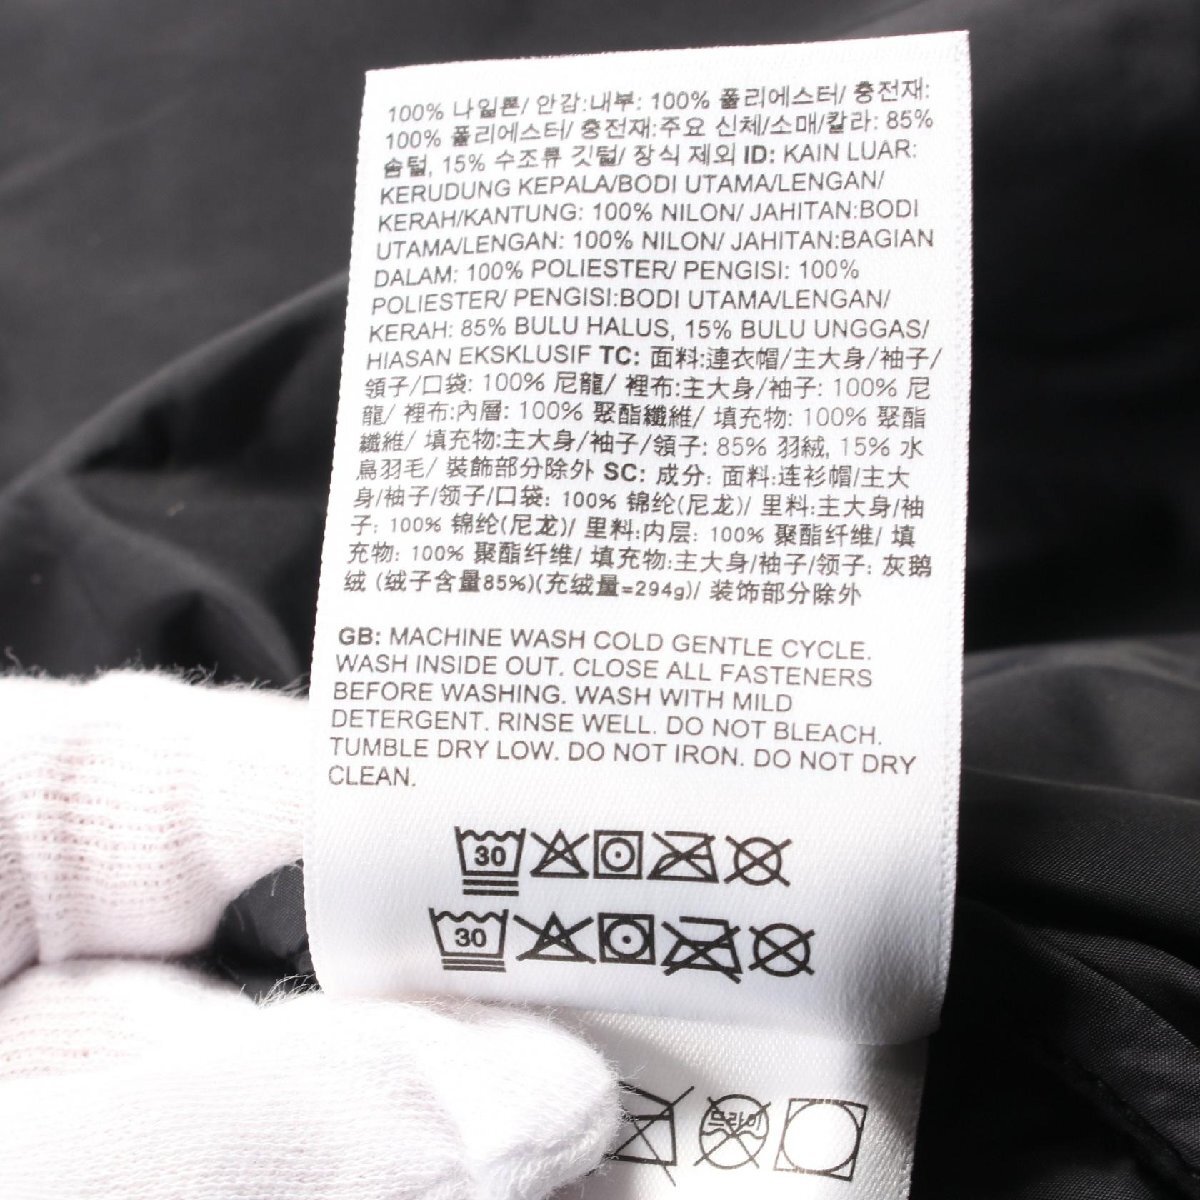 100% 나일론/ 안감:내부: 100% 폴리에스터/ 충전재:
100% 폴리에스터/ 충전재:주요 신체/소매/칼라: 85%
솜털, 15% 수조류 깃털/ 장식 제외 ID: KAIN LUAR:
KERUDUNG KEPALA/BODI UTAMA/LENGAN/
KERAH/KANTUNG: 100% NILON/ JAHITAN:BODI
UTAMA/LENGAN: 100% NILON/ JAHITAN:BAGIAN
DALAM: 100% POLIESTER/ PENGISI: 100%
POLIESTER/ PENGISI:BODI UTAMA/LENGAN/
KERAH: 85% BULU HALUS, 15% BULU UNGGAS/
HIASAN EKSKLUSIF TC: 面料:連衣帽/主大身/袖子/
領子/口袋: 100% 尼龍/ 裡布:主大身/袖子: 100% 尼
龍/ 裡布:內層: 100% 聚酯纖維/ 填充物: 100% 聚酯
纖維/ 填充物:主大身/袖子/領子: 85% 羽絨, 15% 水
鳥羽毛/ 裝飾部分除外 SC: 成分: 面料:连衫帽/主大
身/袖子/领子/口袋: 100% 锦纶(尼龙)/ 里料:主大身/袖
子: 100% 锦纶(尼龙)/ 里料:内层: 100% 聚酯纤维/ 填
充物: 100% 聚酯纤维/ 填充物:主大身/袖子/领子: 灰鹅
绒 (绒子含量85%)(充绒量=294g)/ 装饰部分除外
GB: MACHINE WASH COLD GENTLE CYCLE.
WASH INSIDE OUT. CLOSE ALL FASTENERS
BEFORE WASHING. WASH WITH MILD
DETERGENT. RINSE WELL. DO NOT BLEACH.
TUMBLE DRY LOW. DO NOT IRON. DO NOT DRY
CLEAN.
30
30
드라이